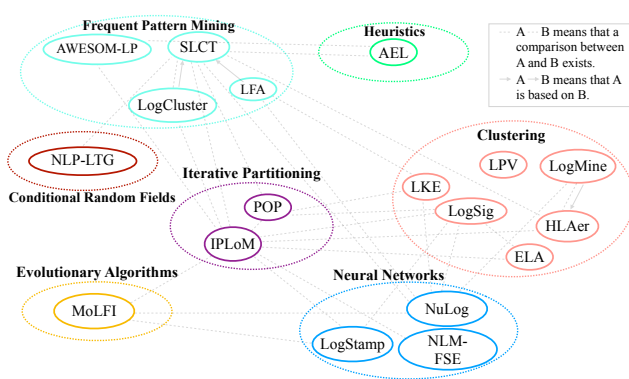 Frequent Pattern Mining
AWESOM-LP
SLCT
LogCluster
LFA
Heuristics
AEL
A B means that a
comparison between
A and B exists.
A B means that A
is based on B.
NLP-LTG
Conditional Random Fields
Iterative Partitioning
POP
IPLoM
Clustering
LPV
LogMine
LKE
LogSig
HLAer
ELA
Evolutionary Algorithms
MoLFI
Neural Networks
NuLog
LogStamp
NLM-
FSE